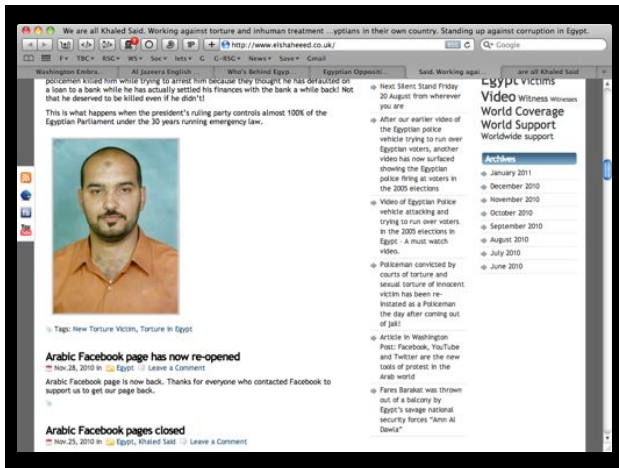 We are all Khaled Said. Working against torture and inhuman treatment ...yptians in their own country. Standing up against corruption in Egypt.
http://www.elshaheeed.co.uk/
RSS
Google
F▾ TBC▾ RSG▾ WS▾ Soc▾ lets▾ G G-RSG▾ News▾ Save▾ Gmail
Washington Embra...
Al Jazeera English ...
Who's Behind Egyp...
Egyptian Oppositi...
Said. Working agai...
are all Khaled Said
policemen killed him while trying to arrest him because they thought he has defaulted on
a loan to a bank while he has actually settled his finances with the bank a while back! Not
that he deserved to be killed even if he didn't!
This is what happens when the president's ruling party controls almost 100% of the
Egyptian Parliament under the 30 years running emergency law.
Tags: New Torture Victim, Torture in Egypt
Arabic Facebook page has now re-opened
Nov.28, 2010 in Egypt Leave a Comment
Arabic Facebook page is now back. Thanks for everyone who contacted Facebook to
support us to get our page back.
Arabic Facebook pages closed
Nov.25, 2010 in Egypt, Khaled Said Leave a Comment
Next Silent Stand Friday
20 August from wherever
you are
After our earlier video of
the Egyptian police
vehicle trying to run over
Egyptian voters, another
video has now surfaced
showing the Egyptian
police firing at voters in
the 2005 elections
Video of Egyptian Police
vehicle attacking and
trying to run over voters
in the 2005 elections in
Egypt - A must watch
video.
Policeman convicted by
courts of torture and
sexual torture of innocent
victim has been re-
instated as a Policeman
the day after coming out
of jail!
Article in Washington
Post: Facebook, YouTube
and Twitter are the new
tools of protest in the
Arab world
Fares Barakat was thrown
out of a balcony by
Egypt's savage national
security forces "Amn Al
Dawla"
Egypt Victims
Video Witness Witnesses
World Coverage
World Support
Worldwide support
Archives
January 2011
December 2010
November 2010
October 2010
September 2010
August 2010
July 2010
June 2010